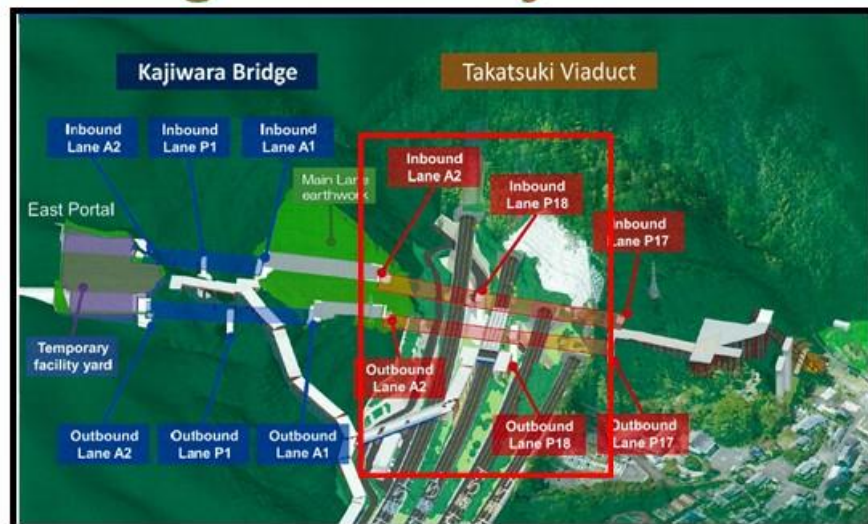 Kajiwara Bridge
Takatsuki Viaduct
Inbound
Lane A2
Inbound
Lane P1
Inbound
Lane A1
Inbound
Lane A2
Inbound
Lane P18
Inbound
Lane P17
Main Lane
earthwork
East Portal
Temporary
facility yard
Outbound
Lane A2
Outbound
Lane P1
Outbound
Lane A1
Outbound
Lane A2
Outbound
Lane P18
Outbound
Lane P17